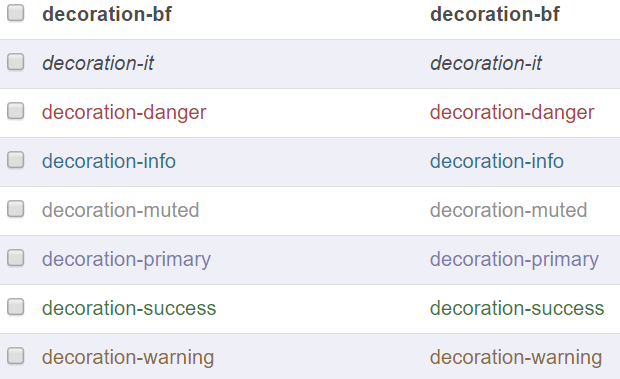 decoration-bf decoration-bf
decoration-it decoration-it
decoration-danger decoration-danger
decoration-info decoration-info
decoration-muted decoration-muted
decoration-primary decoration-primary
decoration-success decoration-success
decoration-warning decoration-warning